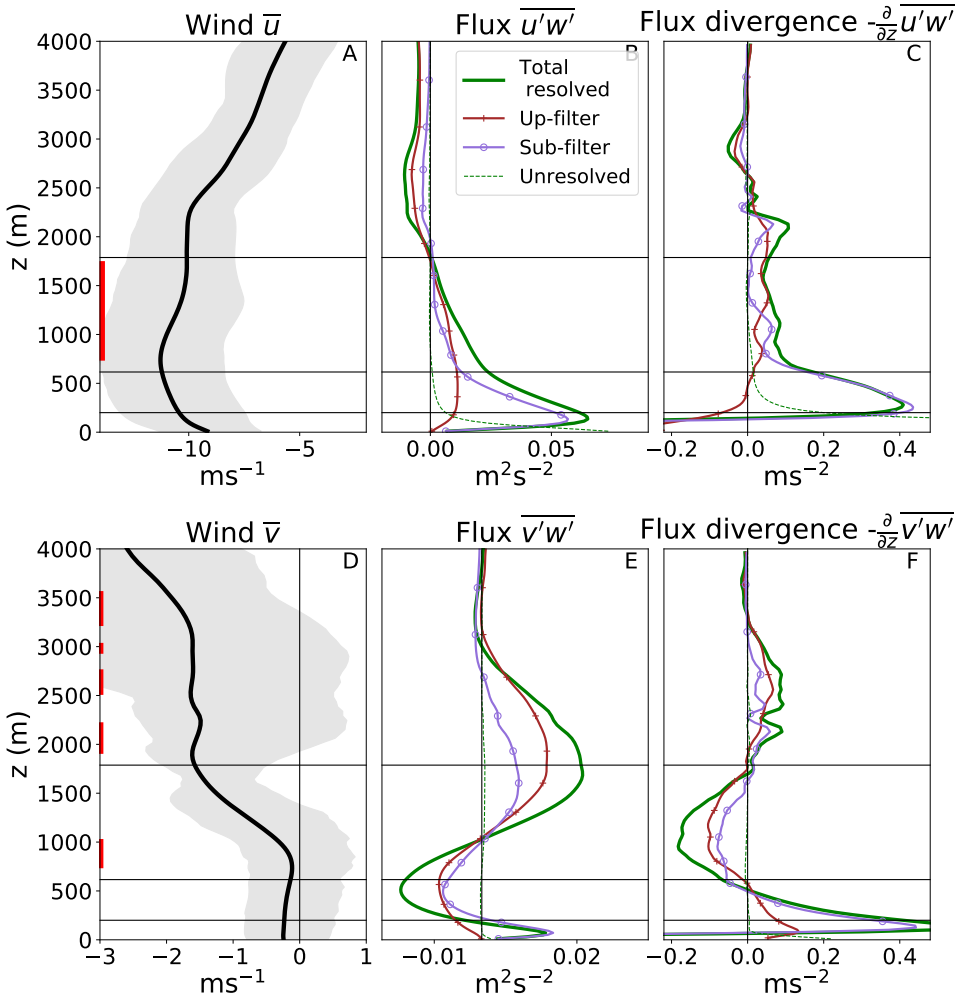 Wind u̅
Flux u′w′
Flux divergence -∂/∂z u′w′
A
B
C
Total
resolved
Up-filter
Sub-filter
Unresolved
z (m)
4000
3500
3000
2500
2000
1500
1000
500
0
−10 −5
0.00 0.05
−0.2 0.0 0.2 0.4
ms⁻¹
m²s⁻²
ms⁻²
Wind v̅
Flux v′w′
Flux divergence -∂/∂z v′w′
D
E
F
z (m)
4000
3500
3000
2500
2000
1500
1000
500
0
−3 −2 −1 0 1
−0.01 0.02
−0.2 0.0 0.2 0.4
ms⁻¹
m²s⁻²
ms⁻²